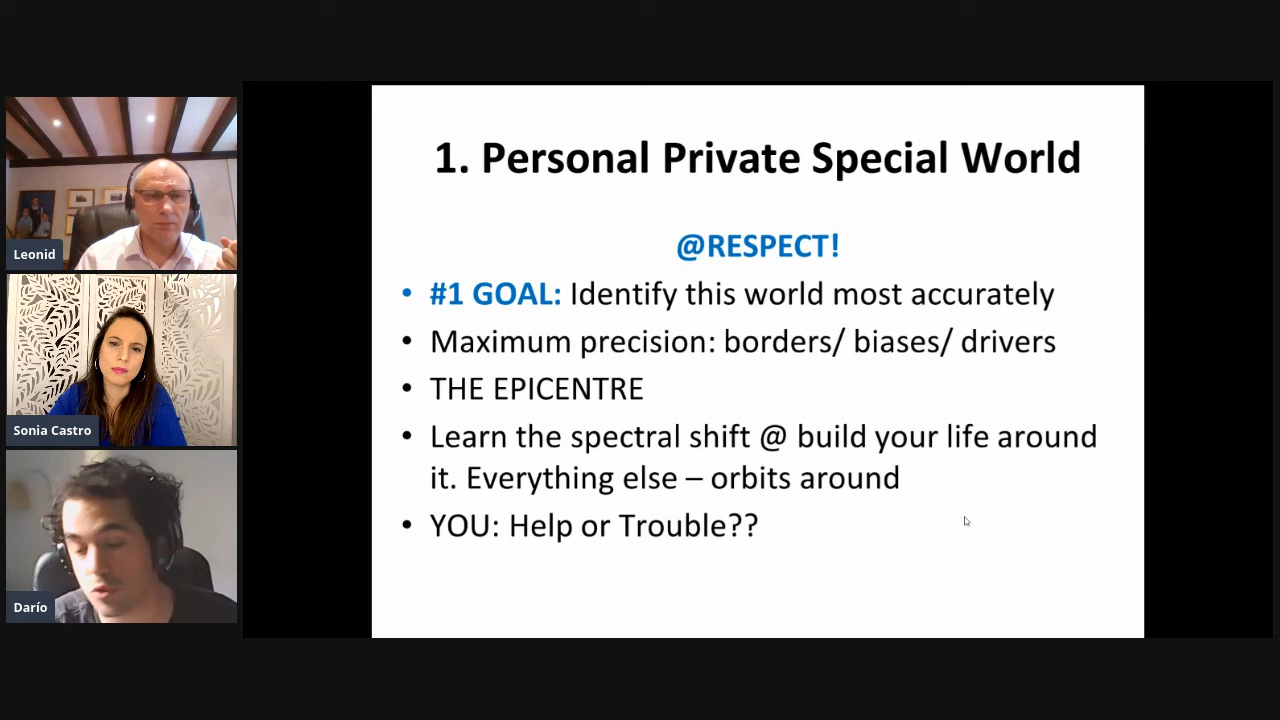 Leonid
Sonia Castro
Darío
1. Personal Private Special World
@RESPECT!
• #1 GOAL: Identify this world most accurately
• Maximum precision: borders/ biases/ drivers
• THE EPICENTRE
• Learn the spectral shift @ build your life around
it. Everything else – orbits around
• YOU: Help or Trouble??